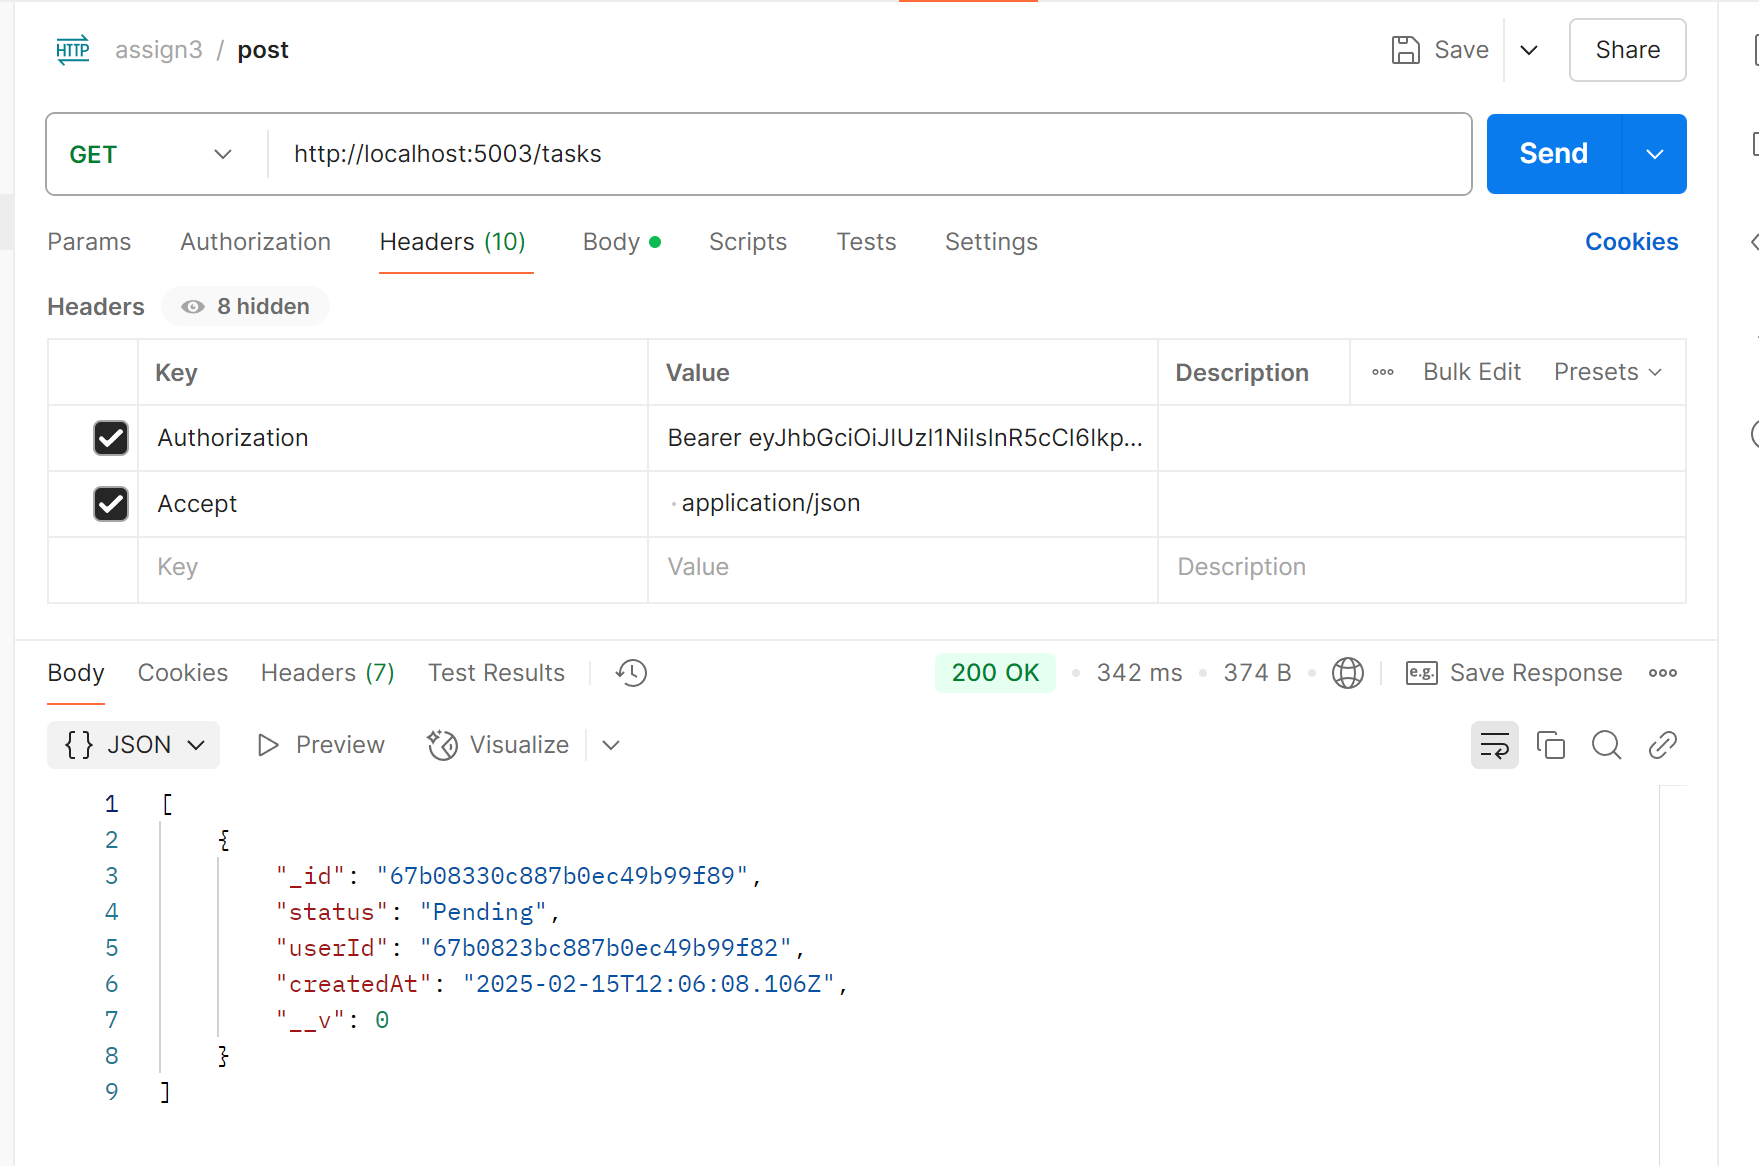 HTTP assign3 / post Save Share
GET http://localhost:5003/tasks Send
Params Authorization Headers (10) Body Scripts Tests Settings Cookies
Headers 8 hidden
Key Value Description Bulk Edit Presets
Authorization Bearer eyJhbGciOiJIUzI1NiIsInR5cCI6Ikp...
Accept application/json
Key Value Description
Body Cookies Headers (7) Test Results 200 OK 342 ms 374 B e.g. Save Response
{} JSON Preview Visualize
1 [
2 {
3 "_id": "67b08330c887b0ec49b99f89",
4 "status": "Pending",
5 "userId": "67b0823bc887b0ec49b99f82",
6 "createdAt": "2025-02-15T12:06:08.106Z",
7 "__v": 0
8 }
9 ]